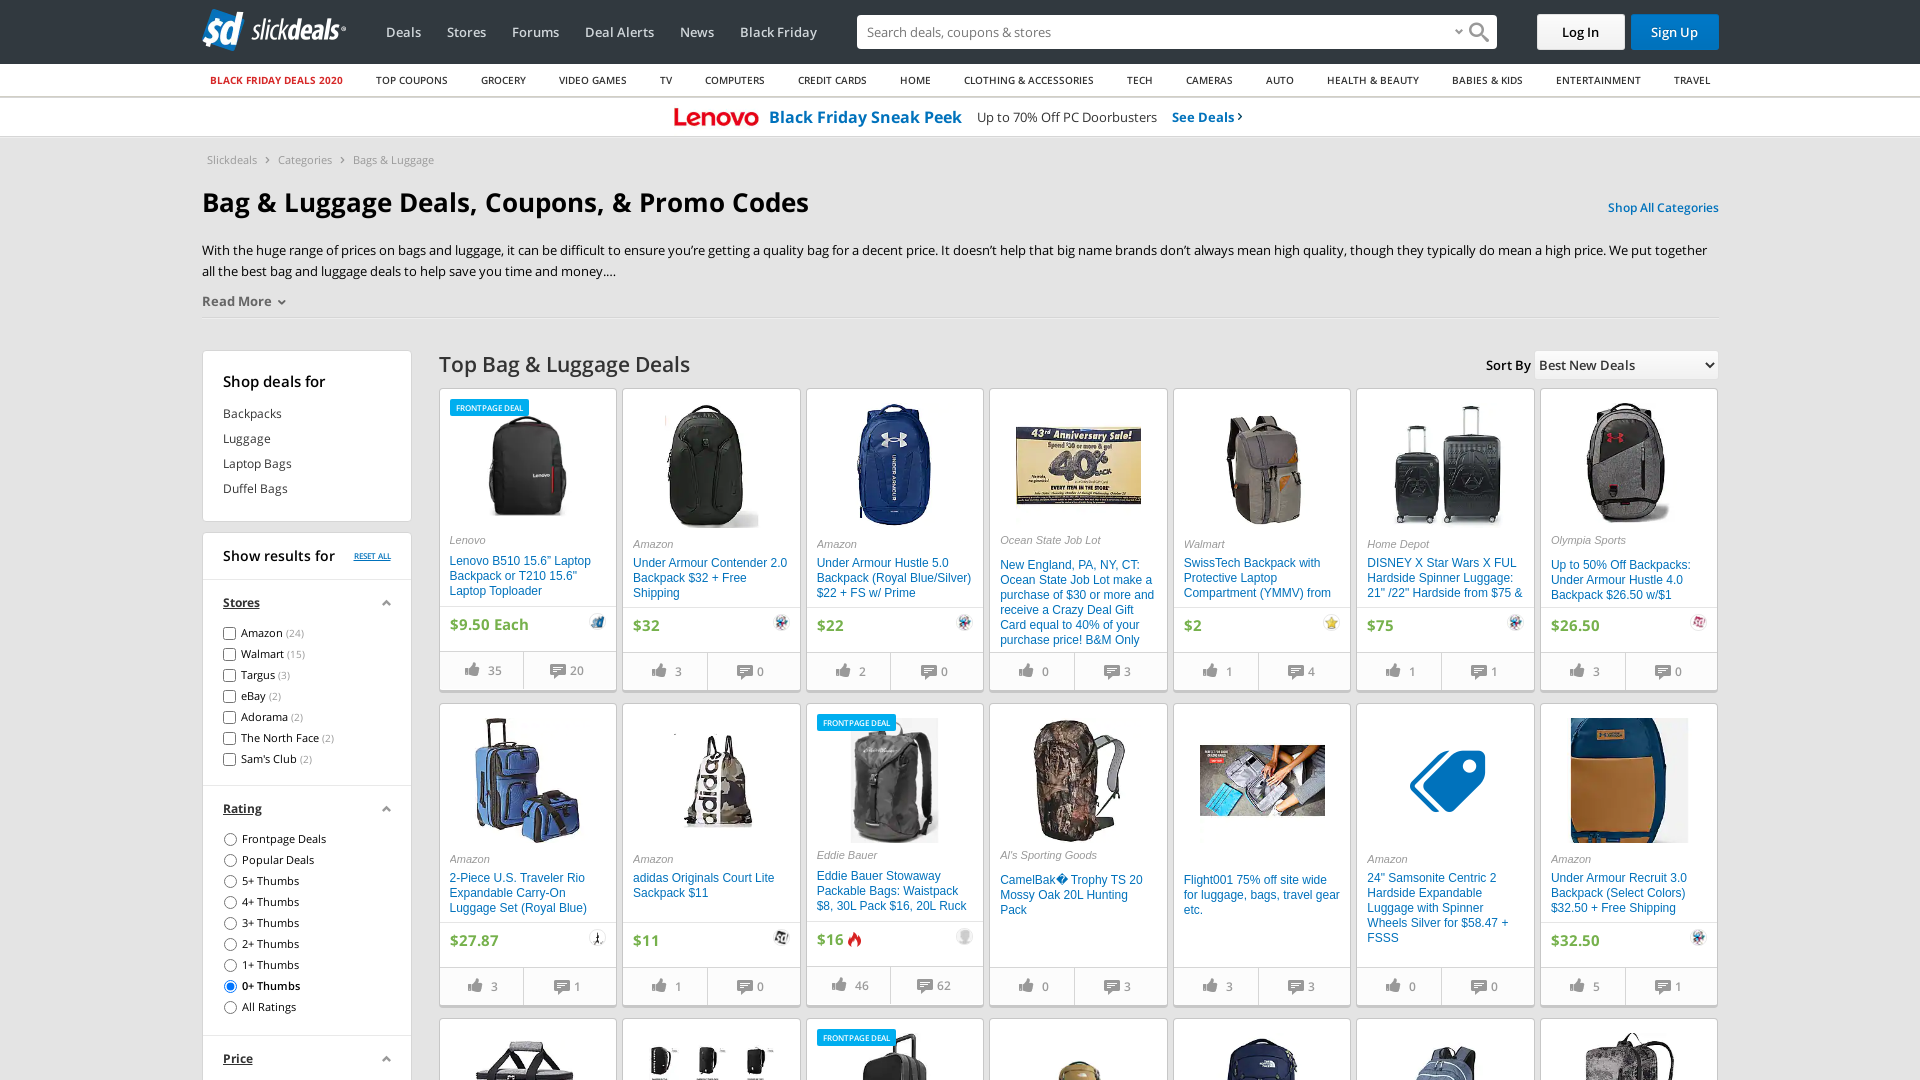 slickdeals
Deals
Stores
Forums
Deal Alerts
News
Black Friday
Search deals, coupons & stores
Log In
Sign Up
BLACK FRIDAY DEALS 2020
TOP COUPONS
GROCERY
VIDEO GAMES
TV
COMPUTERS
CREDIT CARDS
HOME
CLOTHING & ACCESSORIES
TECH
CAMERAS
AUTO
HEALTH & BEAUTY
BABIES & KIDS
ENTERTAINMENT
TRAVEL
Lenovo Black Friday Sneak Peek Up to 70% Off PC Doorbusters See Deals
Slickdeals > Categories > Bags & Luggage
Bag & Luggage Deals, Coupons, & Promo Codes
Shop All Categories
With the huge range of prices on bags and luggage, it can be difficult to ensure you’re getting a quality bag for a decent price. It doesn’t help that big name brands don’t always mean high quality, though they typically do mean a high price. We put together
all the best bag and luggage deals to help save you time and money....
Read More
Shop deals for
Backpacks
Luggage
Laptop Bags
Duffel Bags
Show results for
RESET ALL
Stores
Amazon (24)
Walmart (15)
Targus (3)
eBay (2)
Adorama (2)
The North Face (2)
Sam's Club (2)
Rating
Frontpage Deals
Popular Deals
5+ Thumbs
4+ Thumbs
3+ Thumbs
2+ Thumbs
1+ Thumbs
0+ Thumbs
All Ratings
Price
Top Bag & Luggage Deals
Sort By Best New Deals
FRONTPAGE DEAL
Lenovo
Lenovo
Lenovo B510 15.6” Laptop
Backpack or T210 15.6"
Laptop Toploader
$9.50 Each
35
20
Amazon
Under Armour Contender 2.0
Backpack $32 + Free
Shipping
$32
3
0
UNDER ARMOUR
Amazon
Under Armour Hustle 5.0
Backpack (Royal Blue/Silver)
$22 + FS w/ Prime
$22
2
0
43rd Anniversary Sale!
Spend $30 or more & get
40%
BACK
EVERY ITEM IN THE STORE
Ocean State Job Lot
New England, PA, NY, CT:
Ocean State Job Lot make a
purchase of $30 or more and
receive a Crazy Deal Gift
Card equal to 40% of your
purchase price! B&M Only
0
3
Walmart
SwissTech Backpack with
Protective Laptop
Compartment (YMMV) from
$2
1
4
Home Depot
DISNEY X Star Wars X FUL
Hardside Spinner Luggage:
21" /22" Hardside from $75 &
$75
1
1
Olympia Sports
Up to 50% Off Backpacks:
Under Armour Hustle 4.0
Backpack $26.50 w/$1
$26.50
3
0
Amazon
2-Piece U.S. Traveler Rio
Expandable Carry-On
Luggage Set (Royal Blue)
$27.87
3
1
adidas
Amazon
adidas Originals Court Lite
Sackpack $11
$11
1
0
FRONTPAGE DEAL
Eddie Bauer
Eddie Bauer Stowaway
Packable Bags: Waistpack
$8, 30L Pack $16, 20L Ruck
$16
46
62
Al's Sporting Goods
CamelBak� Trophy TS 20
Mossy Oak 20L Hunting
Pack
0
3
Flight001 75% off site wide
for luggage, bags, travel gear
etc.
3
3
Amazon
24" Samsonite Centric 2
Hardside Expandable
Luggage with Spinner
Wheels Silver for $58.47 +
FSSS
0
0
Amazon
Under Armour Recruit 3.0
Backpack (Select Colors)
$32.50 + Free Shipping
$32.50
5
1
FRONTPAGE DEAL